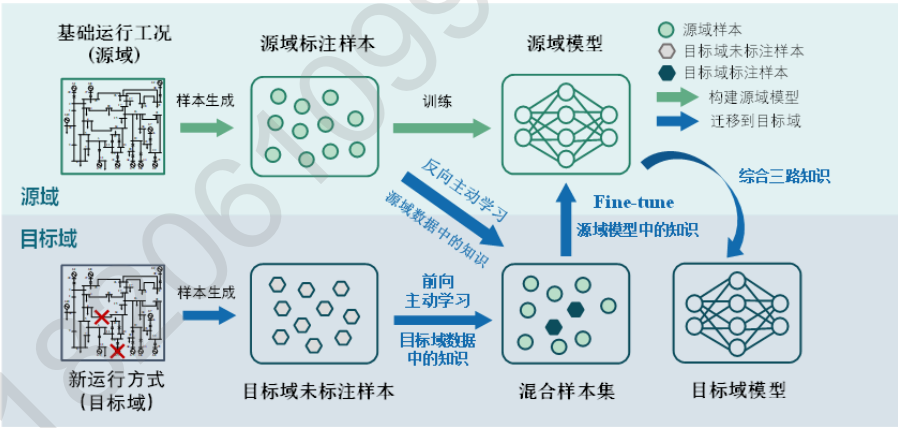 基础运行工况
(源域)
源域标注样本
源域模型
源域样本
目标域未标注样本
目标域标注样本
构建源域模型
迁移到目标域
样本生成
训练
反向主动学习
源域数据中的知识
Fine-tune
源域模型中的知识
综合三路知识
源域
目标域
样本生成
前向
主动学习
目标域数据
中的知识
新运行方式
(目标域)
目标域未标注样本
混合样本集
目标域模型